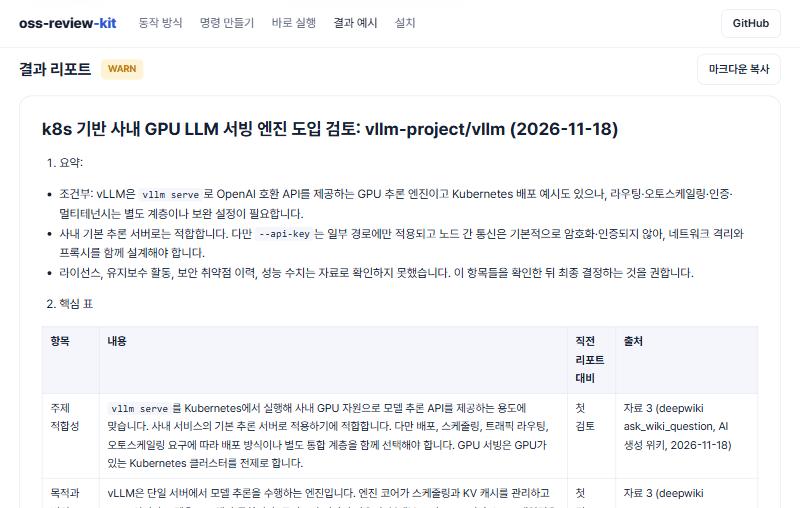 oss-review-kit 동작 방식 명령 만들기 바로 실행 결과 예시 설치 GitHub
결과 리포트 WARN 마크다운 복사
k8s 기반 사내 GPU LLM 서빙 엔진 도입 검토: vllm-project/vllm (2026-11-18)
1. 요약:
• 조건부: vLLM은 vllm serve 로 OpenAI 호환 API를 제공하는 GPU 추론 엔진이고 Kubernetes 배포 예시도 있으나, 라우팅·오토스케일링·인증·
멀티테넌시는 별도 계층이나 보완 설정이 필요합니다.
• 사내 기본 추론 서버로는 적합합니다. 다만 --api-key 는 일부 경로에만 적용되고 노드 간 통신은 기본적으로 암호화·인증되지 않아, 네트워크 격리와
프록시를 함께 설계해야 합니다.
• 라이선스, 유지보수 활동, 보안 취약점 이력, 성능 수치는 자료로 확인하지 못했습니다. 이 항목들을 확인한 뒤 최종 결정하는 것을 권합니다.
2. 핵심 표
항목 내용 직전 출처
리포트
대비
주제 vllm serve 를 Kubernetes에서 실행해 사내 GPU 자원으로 모델 추론 API를 제공하는 용도에 첫 자료 3 (deepwiki
적합성 맞습니다. 사내 서비스의 기본 추론 서버로 적용하기에 적합합니다. 다만 배포, 스케줄링, 트래픽 라우팅, 검토 ask_wiki_question, AI
오토스케일링 요구에 따라 배포 방식이나 별도 통합 계층을 함께 선택해야 합니다. GPU 서빙은 GPU가 생성 위키, 2026-11-18)
있는 Kubernetes 클러스터를 전제로 합니다.
목적과 vLLM은 단일 서버에서 모델 추론을 수행하는 엔진입니다. 엔진 코어가 스케줄링과 KV 캐시를 관리하고 첫 자료 3 (deepwiki